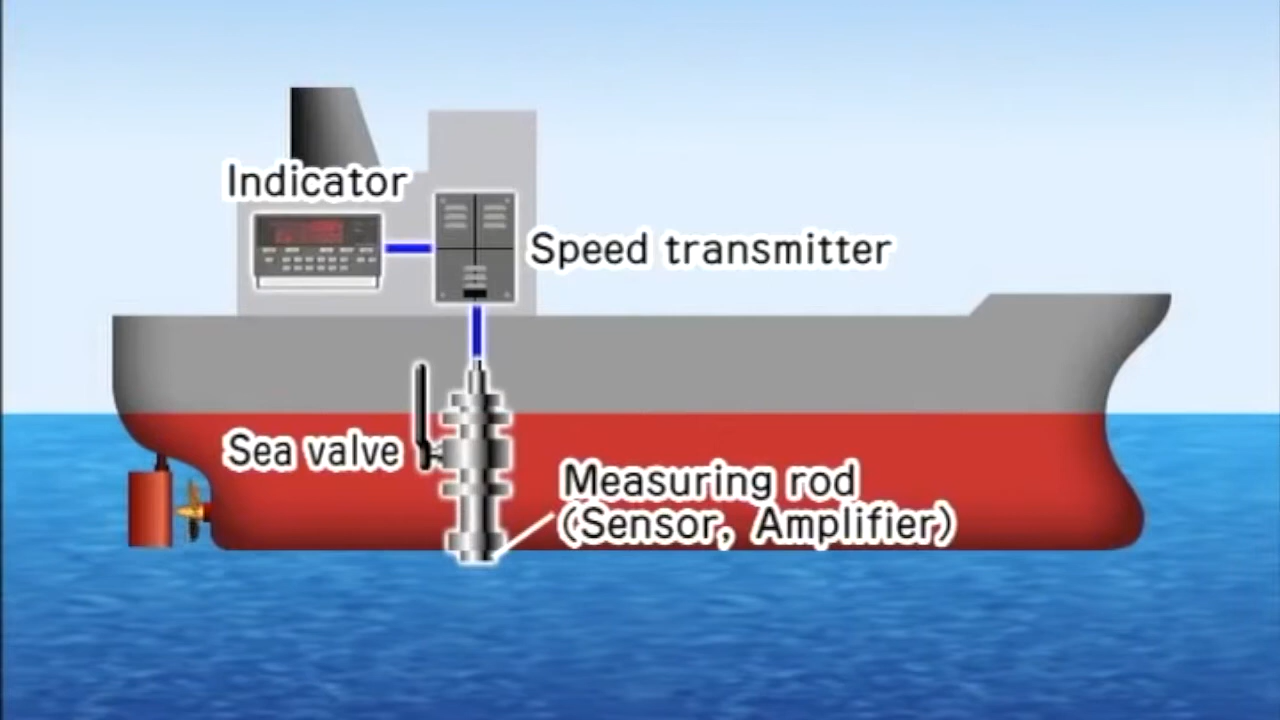 Indicator
Speed transmitter
Sea valve
Measuring rod
(Sensor, Amplifier)